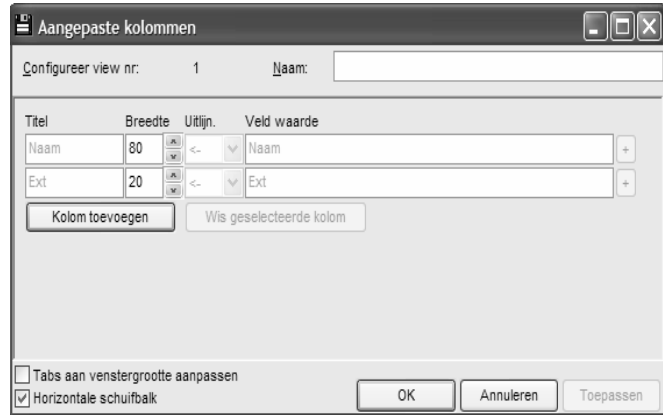 Aangepaste kolommen
Configureer view nr: 1 Naam:
Titel Breedte Uitlijn. Veld waarde
Naam 80 <- Naam +
Ext 20 <- Ext +
Kolom toevoegen Wis geselecteerde kolom
Tabs aan venstergrootte aanpassen
Horizontale schuifbalk OK Annuleren Toepassen